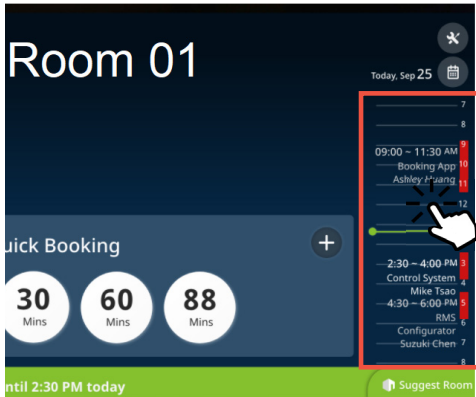 Room 01
Today, Sep 25
7
8
9
09:00 ~ 11:30 AM
10
Booking App
Ashley Huang
11
12
uick Booking
+
2:30 ~ 4:00 PM 3
Control System
4
Mike Tsao
4:30 ~ 6:00 PM 5
RMS
6
Configurator
Suzuki Chen 7
8
30
Mins
60
Mins
88
Mins
ntil 2:30 PM today
Suggest Room